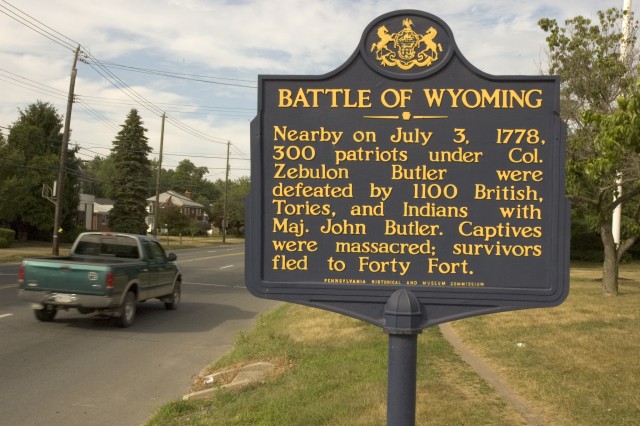 BATTLE OF WYOMING
Nearby on July 3, 1778,
300 patriots under Col.
Zebulon Butler were
defeated by 1100 British,
Tories, and Indians with
Maj. John Butler. Captives
were massacred; survivors
fled to Forty Fort.
PENNSYLVANIA HISTORICAL AND MUSEUM COMMISSION